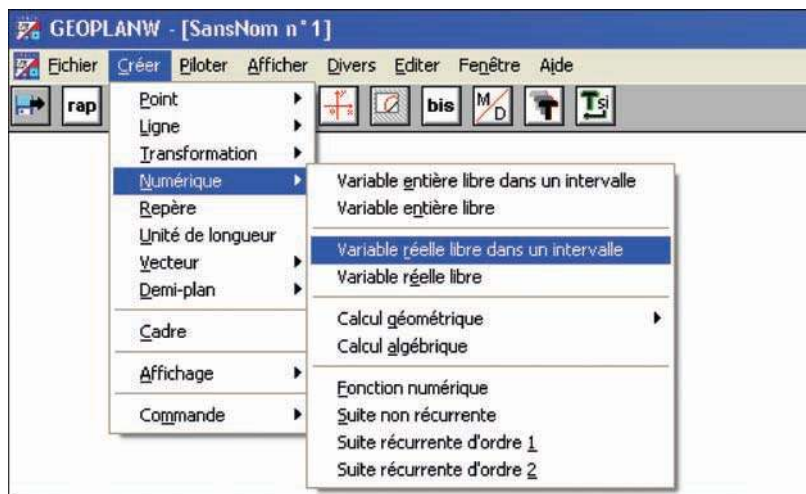 GEOPLANW - [SansNom n°1]
Fichier Créer Piloter Afficher Divers Editer Fenêtre Aide
rap bis M/D Tsi
Point
Ligne
Transformation
Numérique
Repère
Unité de longueur
Vecteur
Demi-plan
Cadre
Affichage
Commande
Variable entière libre dans un intervalle
Variable entière libre
Variable réelle libre dans un intervalle
Variable réelle libre
Calcul géométrique
Calcul algébrique
Fonction numérique
Suite non récurrente
Suite récurrente d'ordre 1
Suite récurrente d'ordre 2